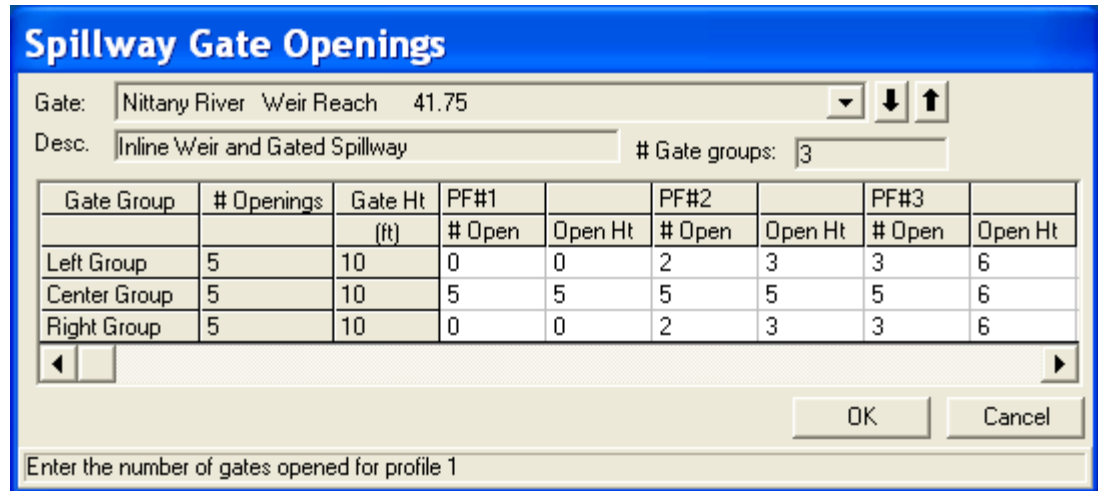 Spillway Gate Openings
Gate: Nittany River Weir Reach 41.75
Desc. Inline Weir and Gated Spillway # Gate groups: 3
Gate Group # Openings Gate Ht PF#1 PF#2 PF#3
(ft) # Open Open Ht # Open Open Ht # Open Open Ht
Left Group 5 10 0 0 2 3 3 6
Center Group 5 10 5 5 5 5 5 6
Right Group 5 10 0 0 2 3 3 6
OK Cancel
Enter the number of gates opened for profile 1